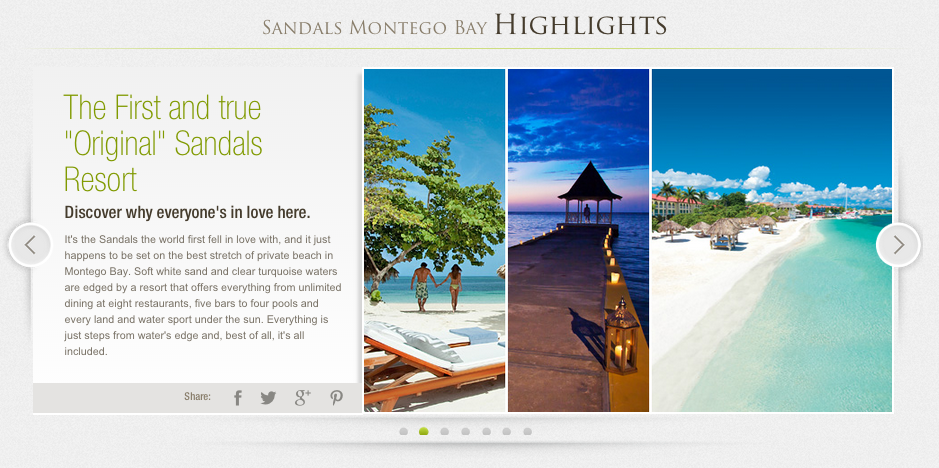 Sandals Montego Bay Highlights
The First and true
"Original" Sandals
Resort
Discover why everyone's in love here.
It's the Sandals the world first fell in love with, and it just
happens to be set on the best stretch of private beach in
Montego Bay. Soft white sand and clear turquoise waters
are edged by a resort that offers everything from unlimited
dining at eight restaurants, five bars to four pools and
every land and water sport under the sun. Everything is
just steps from water's edge and, best of all, it's all
included.
Share: